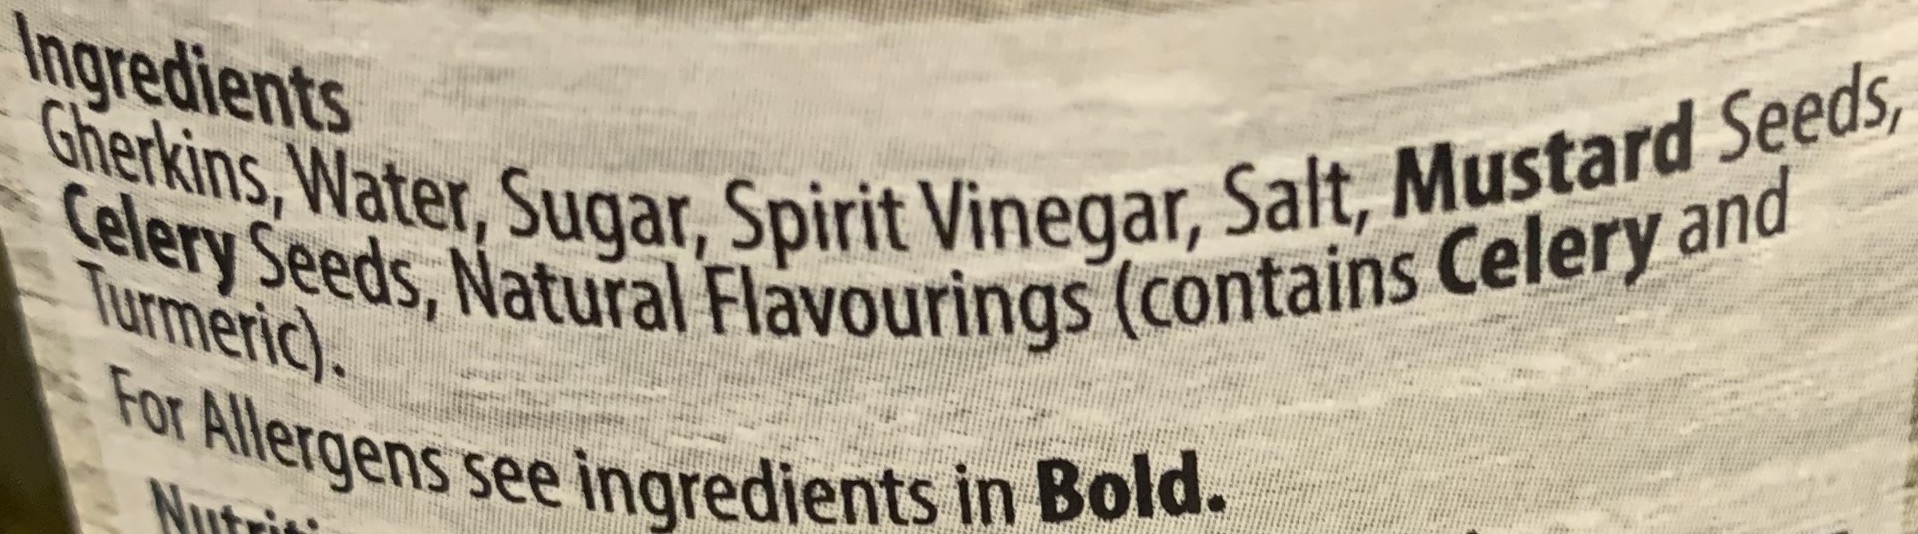 Ingredients
Gherkins, Water, Sugar, Spirit Vinegar, Salt, Mustard Seeds,
Celery Seeds, Natural Flavourings (contains Celery and
Turmeric).
For Allergens see ingredients in Bold.